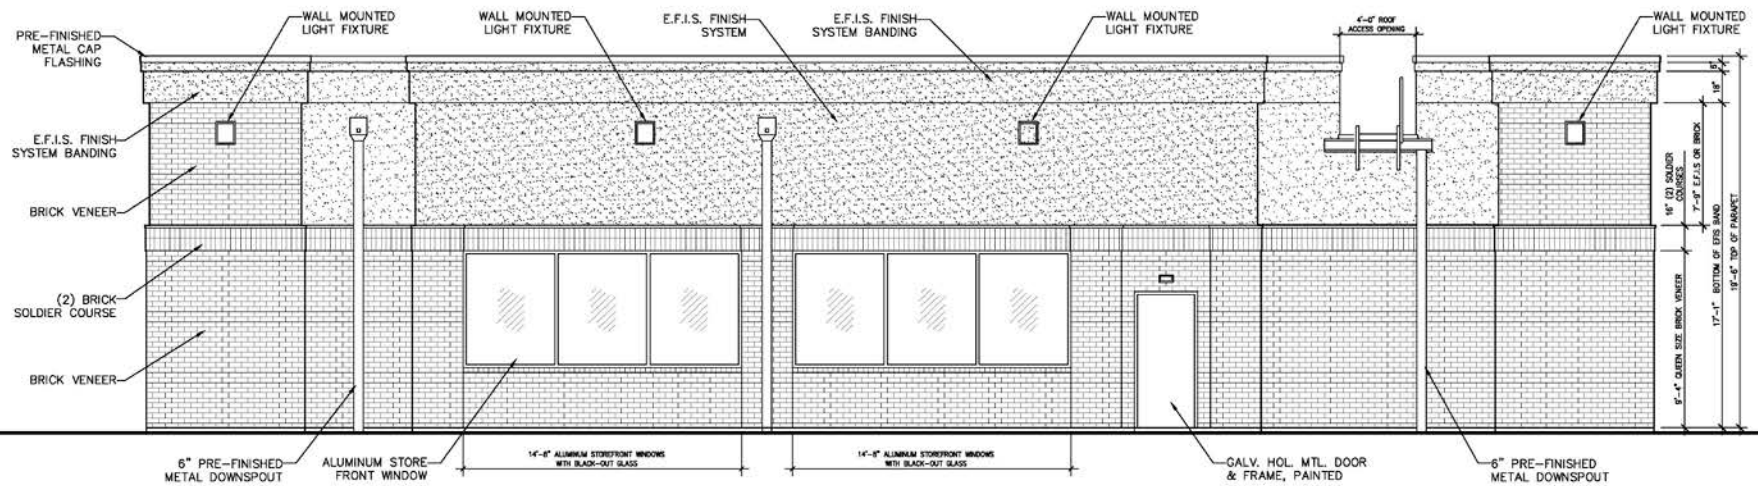 PRE-FINISHED
METAL CAP
FLASHING
WALL MOUNTED
LIGHT FIXTURE
WALL MOUNTED
LIGHT FIXTURE
E.F.I.S. FINISH
SYSTEM
E.F.I.S. FINISH
SYSTEM BANDING
WALL MOUNTED
LIGHT FIXTURE
4'-0" ROOF
ACCESS OPENING
WALL MOUNTED
LIGHT FIXTURE
E.F.I.S. FINISH
SYSTEM BANDING
BRICK VENEER
(2) BRICK
SOLDIER COURSE
BRICK VENEER
18"
16" (2) SOLDIER
COURSES
7'-9" E.F.I.S OR BRICK
9'-4" QUEEN SIZE BRICK VENEER
17'-1" BOTTOM OF EFIS BAND
19'-6" TOP OF PARAPET
6" PRE-FINISHED
METAL DOWNSPOUT
ALUMINUM STORE
FRONT WINDOW
14'-8" ALUMINUM STOREFRONT WINDOWS
WITH BLACK-OUT GLASS
14'-8" ALUMINUM STOREFRONT WINDOWS
WITH BLACK-OUT GLASS
GALV. HOL. MTL. DOOR
& FRAME, PAINTED
6" PRE-FINISHED
METAL DOWNSPOUT